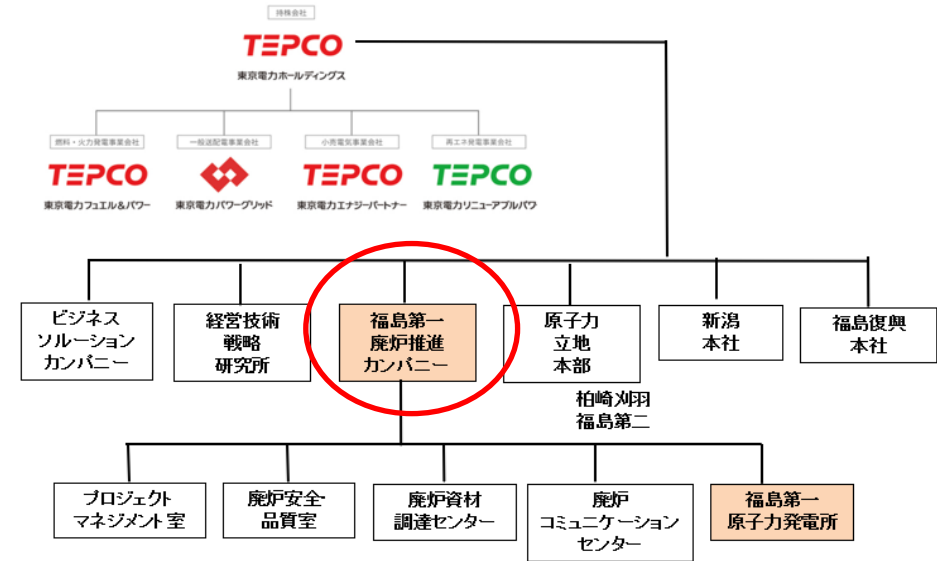 持株会社
TEPCO
東京電力ホールディングス
燃料・火力発電事業会社
一般送配電事業会社
小売電気事業会社
再エネ発電事業会社
TEPCO
TEPCO
TEPCO
東京電力フュエル&パワー
東京電力パワーグリッド
東京電力エナジーパートナー
東京電力リニューアブルパワ
ビジネス
ソルーション
カンパニー
経営技術
戦略
研究所
福島第一
廃炉推進
カンパニー
原子力
立地
本部
新潟
本社
福島復興
本社
柏崎刈羽
福島第二
プロジェクト
マネジメント室
廃炉安全・
品質室
廃炉資材
調達センター
廃炉
コミュニケーション
センター
福島第一
原子力発電所